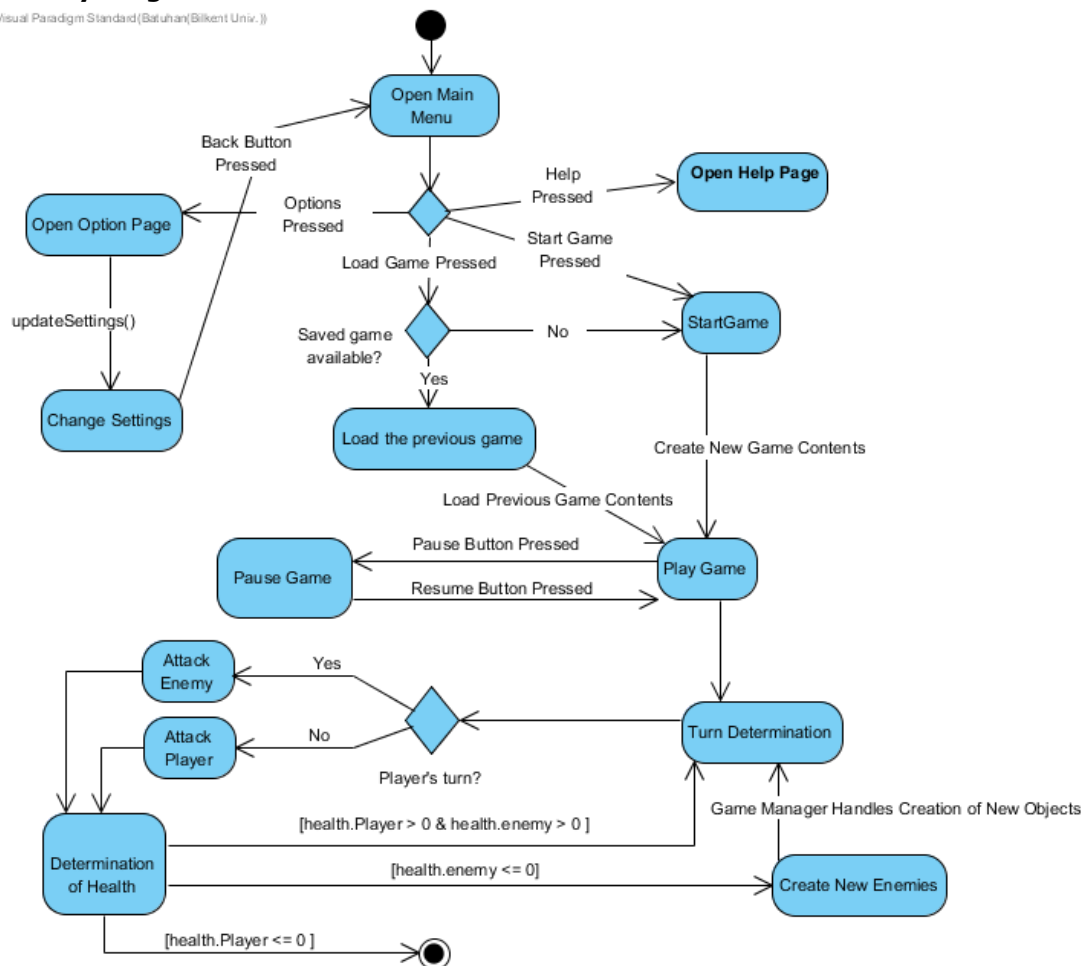 Visual Paradigm Standard(Batuhan(Bilkent Univ.))
Open Main
Menu
Back Button
Pressed
Help
Pressed
Open Help Page
Options
Pressed
Open Option Page
Start Game
Pressed
Load Game Pressed
updateSettings()
Saved game
available?
No
StartGame
Yes
Change Settings
Load the previous game
Create New Game Contents
Load Previous Game Contents
Pause Button Pressed
Pause Game
Play Game
Resume Button Pressed
Attack
Enemy
Yes
Attack
Player
No
Turn Determination
Player's turn?
Game Manager Handles Creation of New Objects
[health.Player > 0 & health.enemy > 0 ]
Determination
of Health
[health.enemy <= 0]
Create New Enemies
[health.Player <= 0 ]